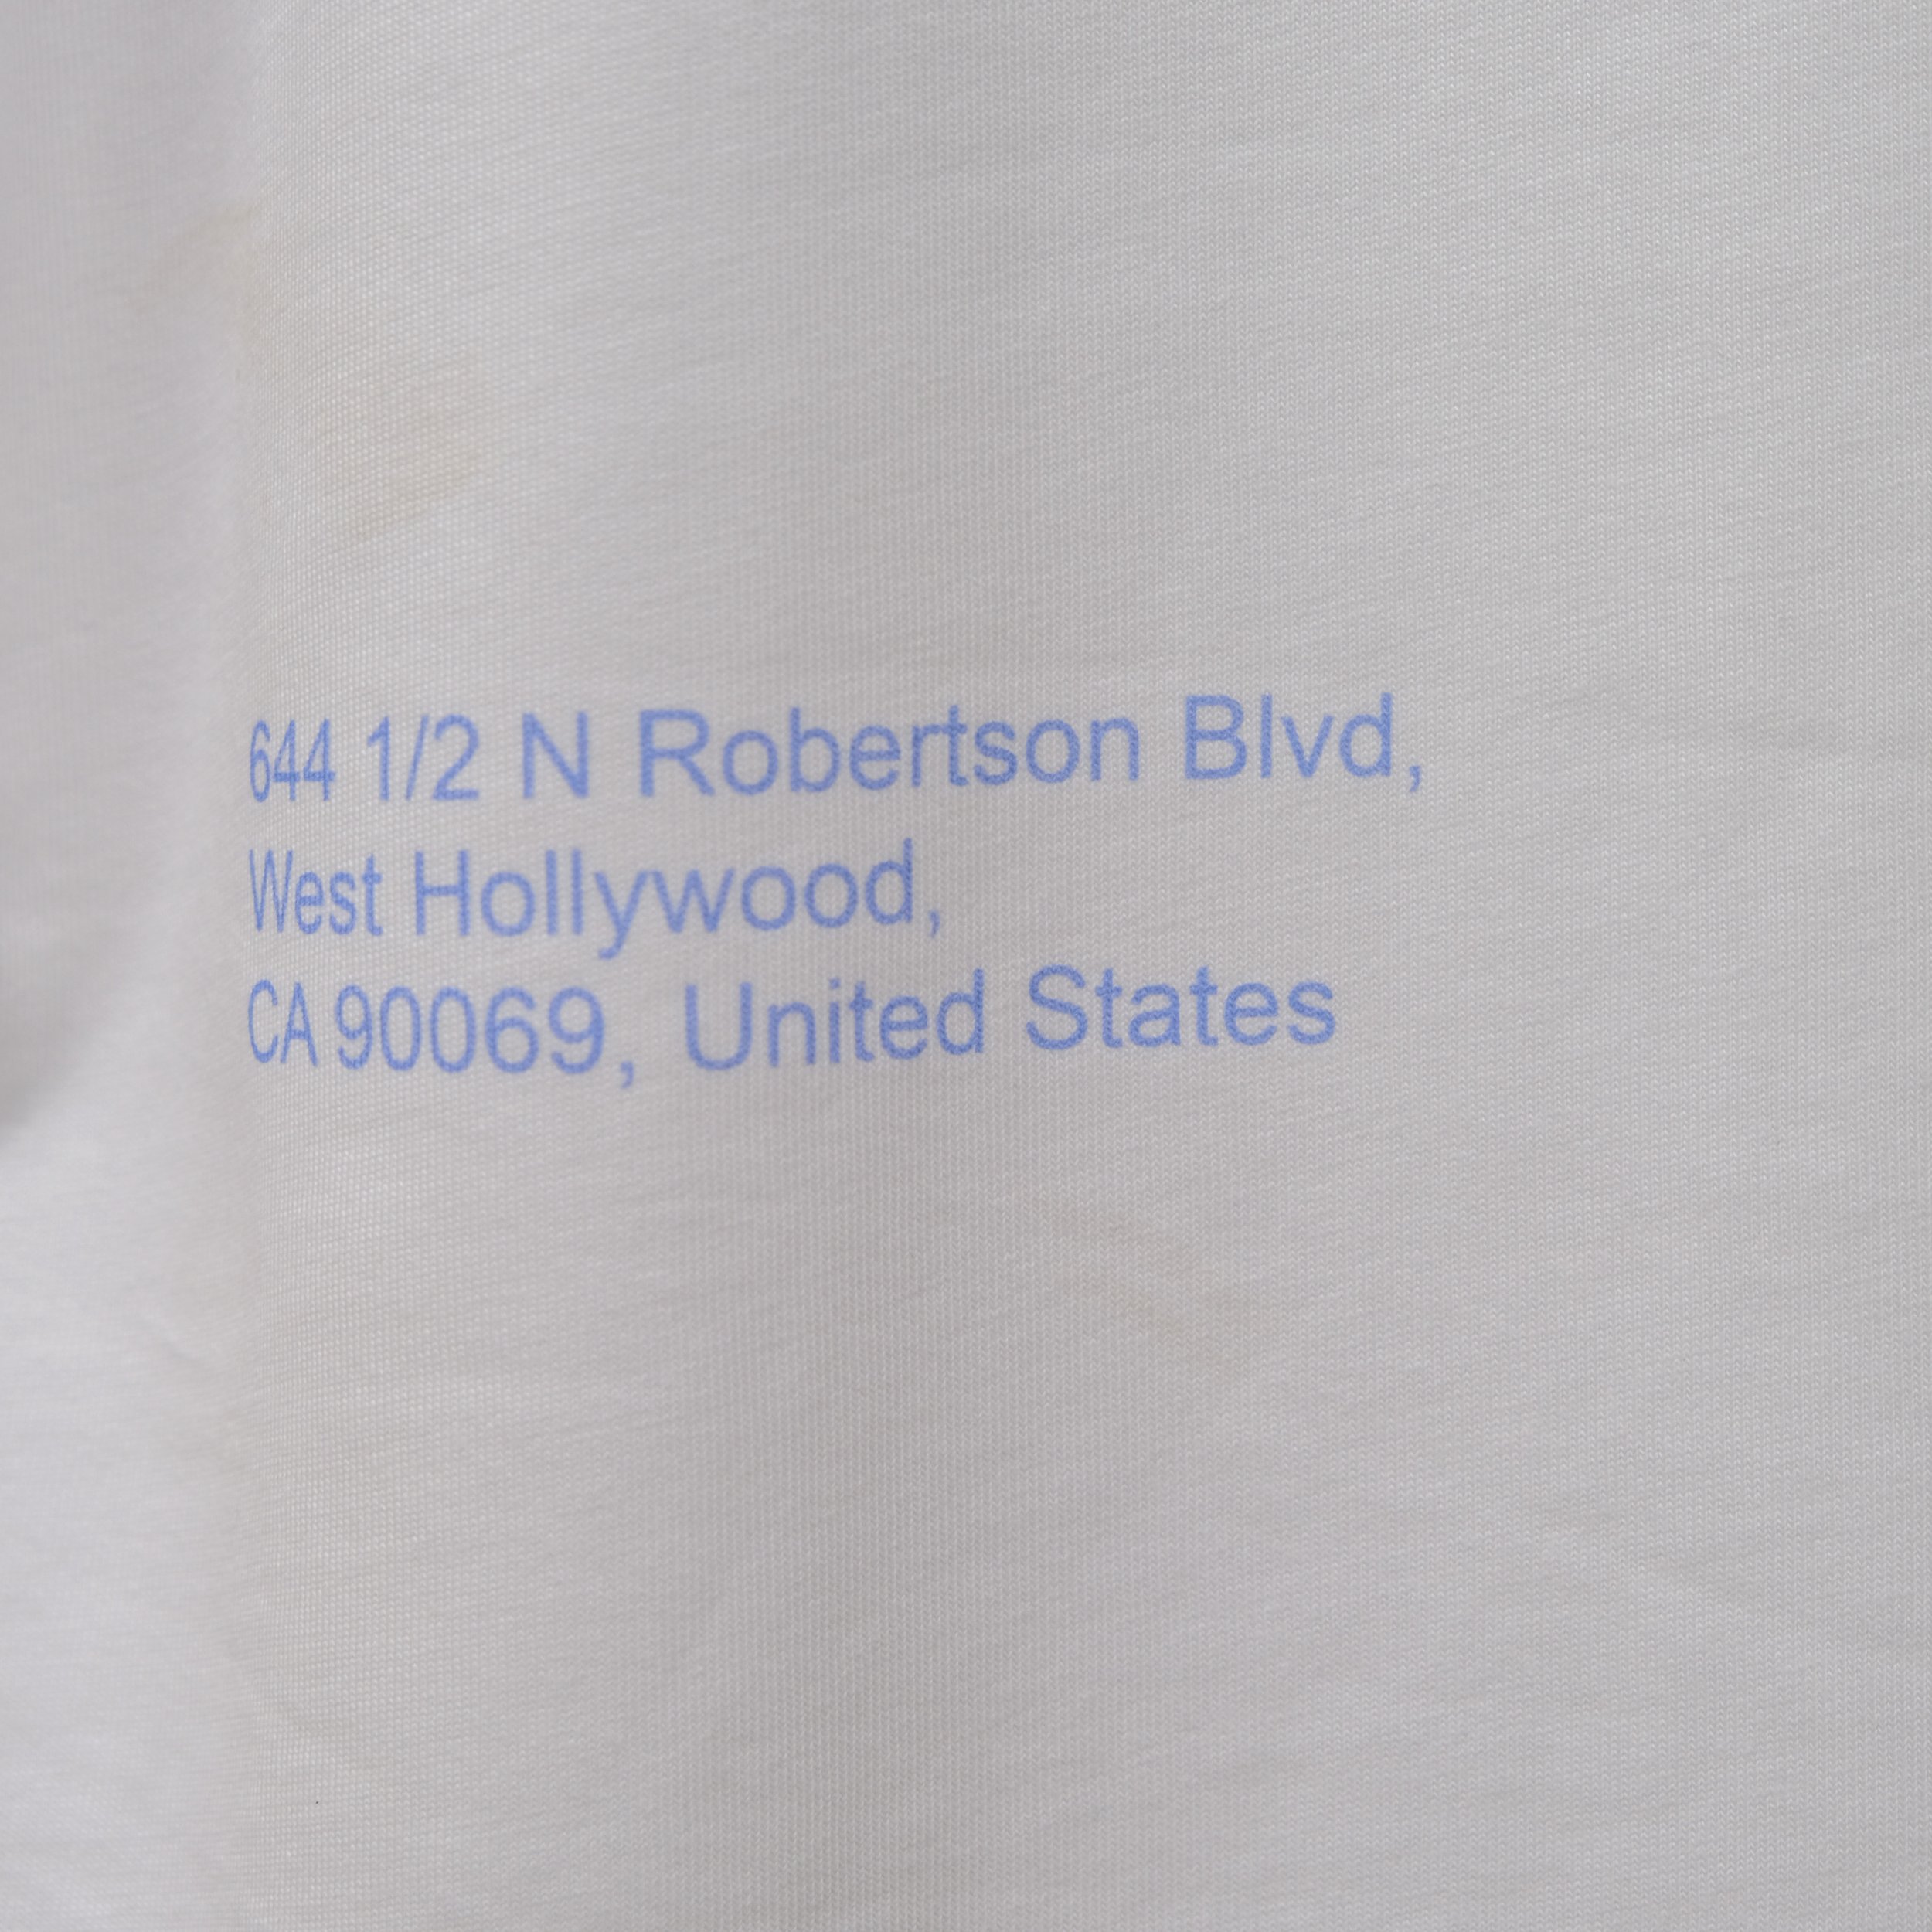 644 1/2 N Robertson Blvd,
West Hollywood,
CA 90069, United States